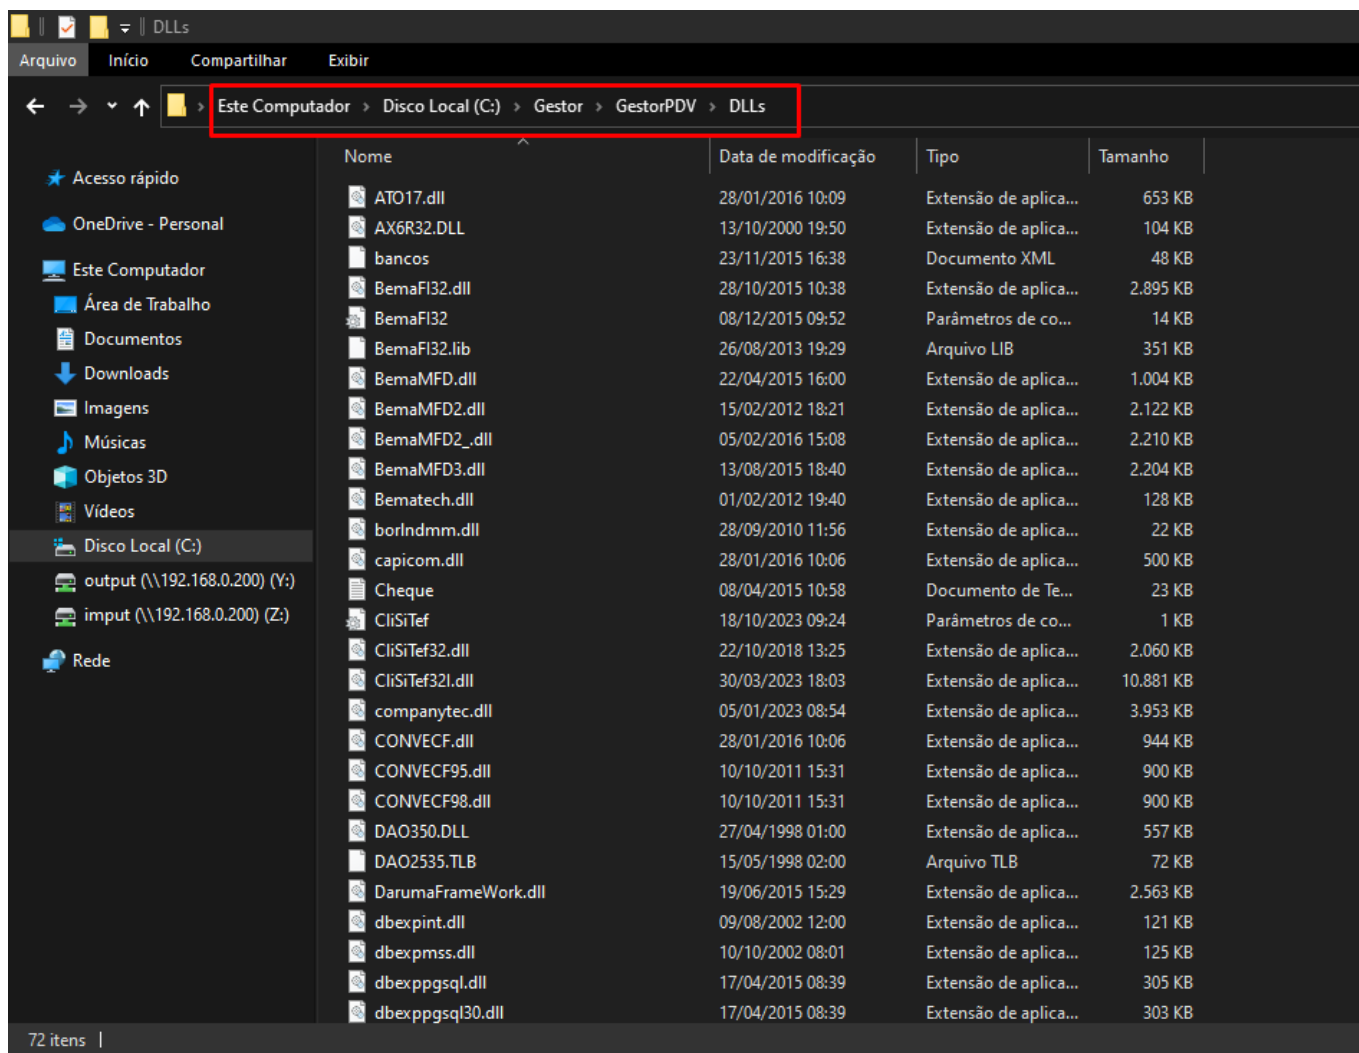 DLLs
Arquivo Início Compartilhar Exibir
Este Computador > Disco Local (C:) > Gestor > GestorPDV > DLLs
Acesso rápido
OneDrive - Personal
Este Computador
Área de Trabalho
Documentos
Downloads
Imagens
Músicas
Objetos 3D
Vídeos
Disco Local (C:)
output (\\192.168.0.200) (Y:)
imput (\\192.168.0.200) (Z:)
Rede
Nome Data de modificação Tipo Tamanho
ATO17.dll 28/01/2016 10:09 Extensão de aplica... 653 KB
AX6R32.DLL 13/10/2000 19:50 Extensão de aplica... 104 KB
bancos 23/11/2015 16:38 Documento XML 48 KB
BemaFI32.dll 28/10/2015 10:38 Extensão de aplica... 2.895 KB
BemaFI32 08/12/2015 09:52 Parâmetros de co... 14 KB
BemaFI32.lib 26/08/2013 19:29 Arquivo LIB 351 KB
BemaMFD.dll 22/04/2015 16:00 Extensão de aplica... 1.004 KB
BemaMFD2.dll 15/02/2012 18:21 Extensão de aplica... 2.122 KB
BemaMFD2_.dll 05/02/2016 15:08 Extensão de aplica... 2.210 KB
BemaMFD3.dll 13/08/2015 18:40 Extensão de aplica... 2.204 KB
Bematech.dll 01/02/2012 19:40 Extensão de aplica... 128 KB
borlndmm.dll 28/09/2010 11:56 Extensão de aplica... 22 KB
capicom.dll 28/01/2016 10:06 Extensão de aplica... 500 KB
Cheque 08/04/2015 10:58 Documento de Te... 23 KB
CliSiTef 18/10/2023 09:24 Parâmetros de co... 1 KB
CliSiTef32.dll 22/10/2018 13:25 Extensão de aplica... 2.060 KB
CliSiTef32I.dll 30/03/2023 18:03 Extensão de aplica... 10.881 KB
companytec.dll 05/01/2023 08:54 Extensão de aplica... 3.953 KB
CONVECF.dll 28/01/2016 10:06 Extensão de aplica... 944 KB
CONVECF95.dll 10/10/2011 15:31 Extensão de aplica... 900 KB
CONVECF98.dll 10/10/2011 15:31 Extensão de aplica... 900 KB
DAO350.DLL 27/04/1998 01:00 Extensão de aplica... 557 KB
DAO2535.TLB 15/05/1998 02:00 Arquivo TLB 72 KB
DarumaFrameWork.dll 19/06/2015 15:29 Extensão de aplica... 2.563 KB
dbexpint.dll 09/08/2002 12:00 Extensão de aplica... 121 KB
dbexpmss.dll 10/10/2002 08:01 Extensão de aplica... 125 KB
dbexppgsql.dll 17/04/2015 08:39 Extensão de aplica... 305 KB
dbexppgsql30.dll 17/04/2015 08:39 Extensão de aplica... 303 KB
72 itens